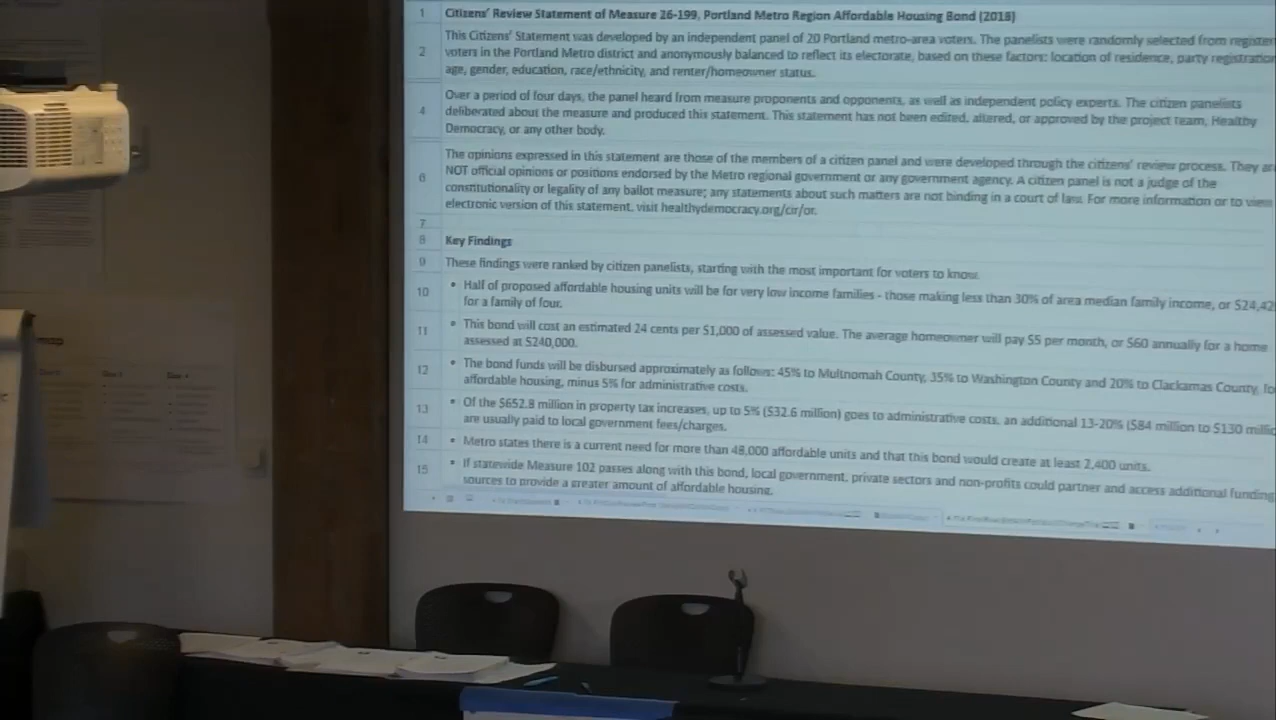 1 Citizens' Review Statement of Measure 26-199, Portland Metro Region Affordable Housing Bond (2018)
This Citizens' Statement was developed by an independent panel of 20 Portland metro-area voters. The panelists were randomly selected from register
2 voters in the Portland Metro district and anonymously balanced to reflect its electorate, based on these factors: location of residence, party registration
age, gender, education, race/ethnicity, and renter/homeowner status.
Over a period of four days, the panel heard from measure proponents and opponents, as well as independent policy experts. The citizen panelists
4 deliberated about the measure and produced this statement. This statement has not been edited, altered, or approved by the project team, Healthy
Democracy, or any other body.
The opinions expressed in this statement are those of the members of a citizen panel and were developed through the citizens' review process. They ar
6 NOT official opinions or positions endorsed by the Metro regional government or any government agency. A citizen panel is not a judge of the
constitutionality or legality of any ballot measure; any statements about such matters are not binding in a court of law. For more information or to view
electronic version of this statement, visit healthydemocracy.org/cir/or.
7
8 Key Findings
9 These findings were ranked by citizen panelists, starting with the most important for voters to know.
10 • Half of proposed affordable housing units will be for very low income families - those making less than 30% of area median family income, or $24,42
for a family of four.
11 • This bond will cost an estimated 24 cents per $1,000 of assessed value. The average homeowner will pay $5 per month, or $60 annually for a home
assessed at $240,000.
12 • The bond funds will be disbursed approximately as follows: 45% to Multnomah County, 35% to Washington County and 20% to Clackamas County, fo
affordable housing, minus 5% for administrative costs.
13 • Of the $652.8 million in property tax increases, up to 5% ($32.6 million) goes to administrative costs, an additional 13-20% ($84 million to $130 millio
are usually paid to local government fees/charges.
14 • Metro states there is a current need for more than 48,000 affordable units and that this bond would create at least 2,400 units.
15 • If statewide Measure 102 passes along with this bond, local government, private sectors and non-profits could partner and access additional funding
sources to provide a greater amount of affordable housing.